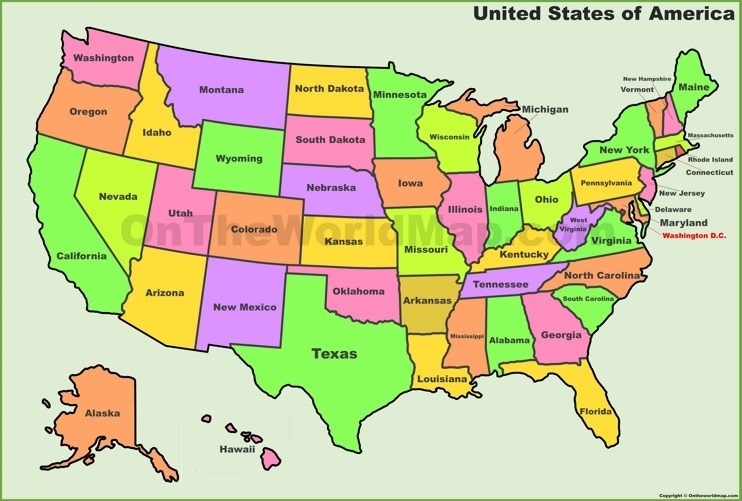 United States of America
Washington
Oregon
Idaho
Montana
North Dakota
Minnesota
South Dakota
Wyoming
Nebraska
Nevada
Utah
Colorado
California
Arizona
New Mexico
Kansas
Oklahoma
Texas
Iowa
Missouri
Arkansas
Louisiana
Wisconsin
Michigan
Illinois
Indiana
Ohio
Kentucky
Tennessee
Mississippi
Alabama
Georgia
Florida
South Carolina
North Carolina
Virginia
West
Virginia
Pennsylvania
New York
Vermont
New Hampshire
Maine
Massachusetts
Rhode Island
Connecticut
New Jersey
Delaware
Maryland
Washington D.C.
Alaska
Hawaii
OnTheWorldMap.com
Copyright © Ontheworldmap.com